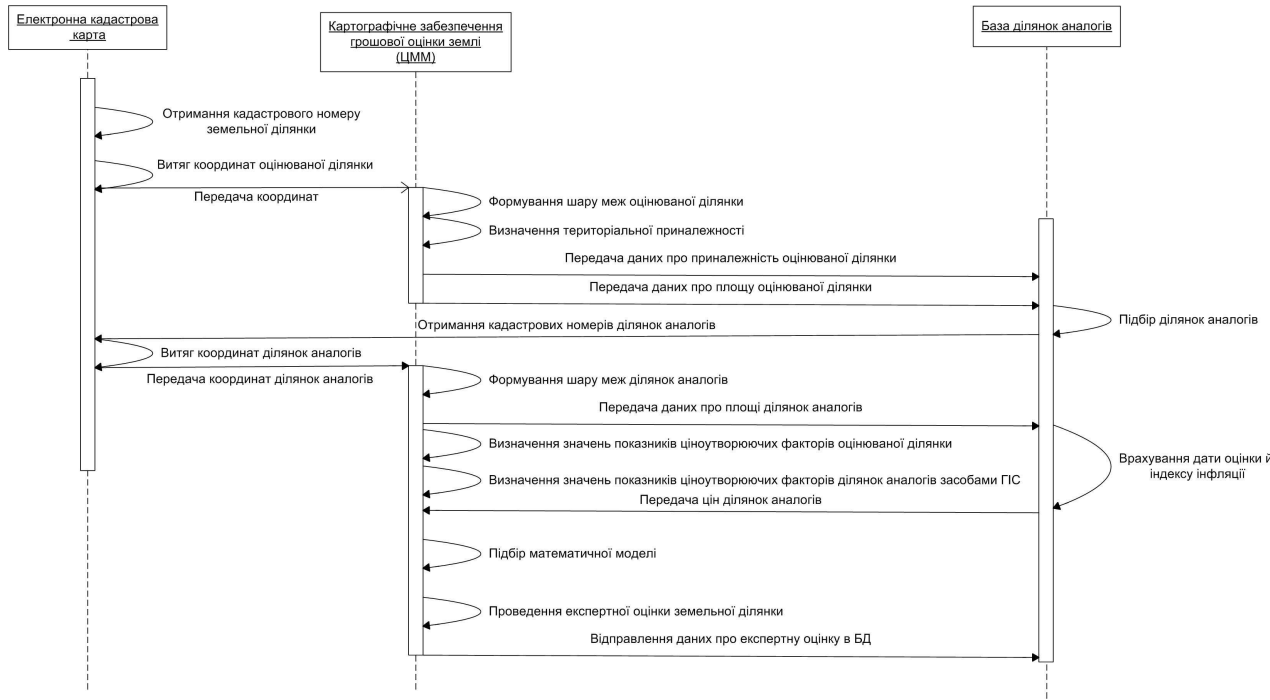 Електронна кадастрова
карта
Картографічне забезпечення
грошової оцінки землі
(ЦММ)
База ділянок аналогів
Отримання кадастрового номеру
земельної ділянки
Витяг координат оцінюваної ділянки
Передача координат
Формування шару меж оцінюваної ділянки
Визначення територіальної приналежності
Передача даних про приналежність оцінюваної ділянки
Передача даних про площу оцінюваної ділянки
Підбір ділянок аналогів
Отримання кадастрових номерів ділянок аналогів
Витяг координат ділянок аналогів
Передача координат ділянок аналогів
Формування шару меж ділянок аналогів
Передача даних про площі ділянок аналогів
Визначення значень показників ціноутворюючих факторів оцінюваної ділянки
Врахування дати оцінки й
індексу інфляції
Визначення значень показників ціноутворюючих факторів ділянок аналогів засобами ГІС
Передача цін ділянок аналогів
Підбір математичної моделі
Проведення експертної оцінки земельної ділянки
Відправлення даних про експертну оцінку в БД